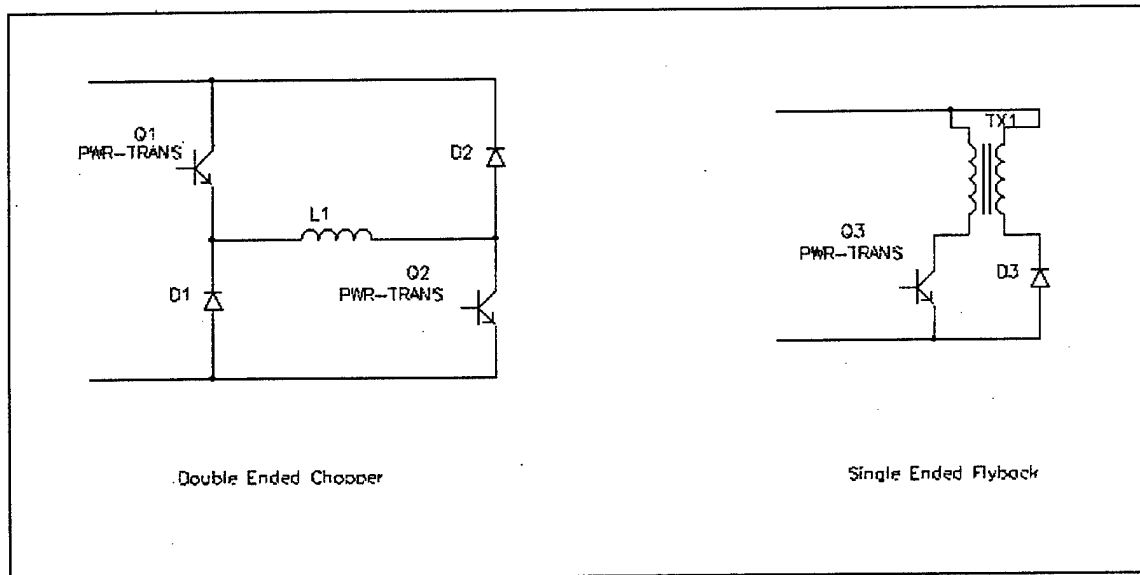 Q1
PWR-TRANS
D2
L1
D1
Q2
PWR-TRANS
Double Ended Chopper
TX1
Q3
PWR-TRANS
D3
Single Ended Flyback